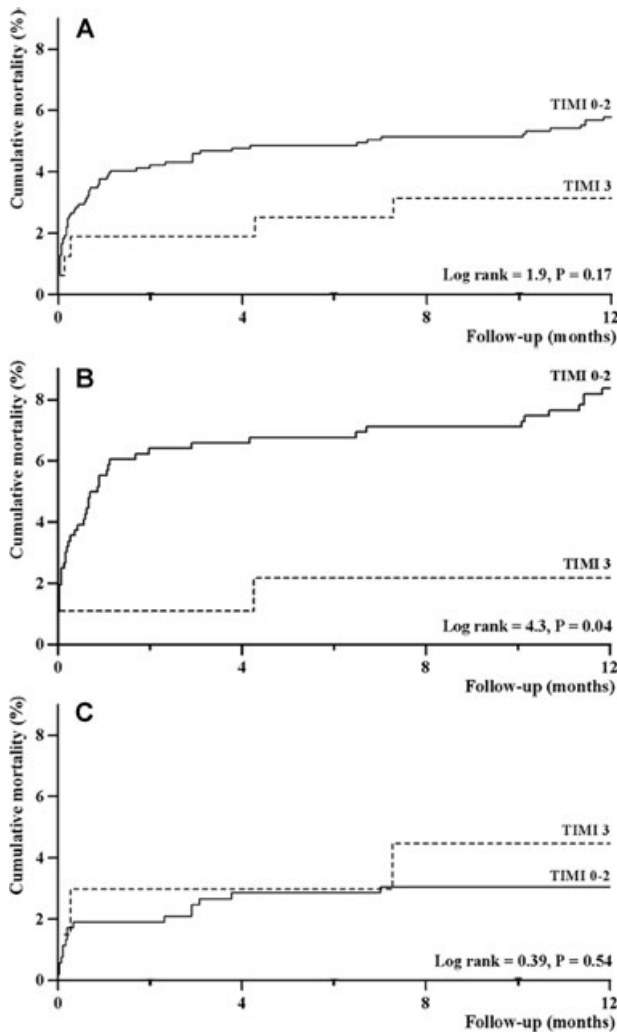 A
Cumulative mortality (%)
8
6
4
2
0
TIMI 0-2
TIMI 3
Log rank = 1.9, P = 0.17
0 4 8 12
Follow-up (months)
B
Cumulative mortality (%)
8
6
4
2
0
TIMI 0-2
TIMI 3
Log rank = 4.3, P = 0.04
0 4 8 12
Follow-up (months)
C
Cumulative mortality (%)
8
6
4
2
0
TIMI 3
TIMI 0-2
Log rank = 0.39, P = 0.54
0 4 8 12
Follow-up (months)